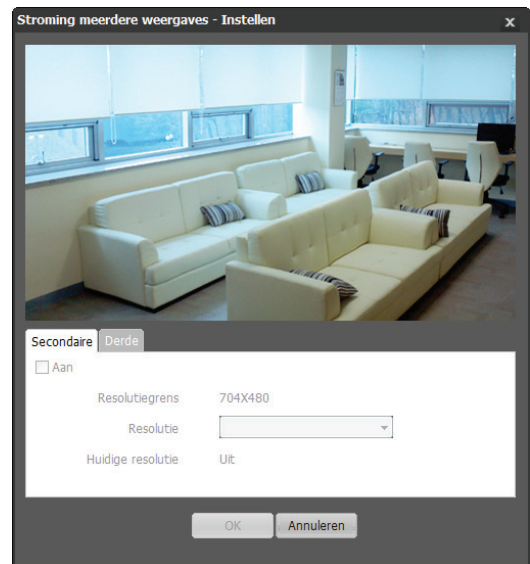 Stroming meerdere weergaves - Instellen x
Secondaire Derde
Aan
Resolutiegrens 704X480
Resolutie
Huidige resolutie Uit
OK Annuleren